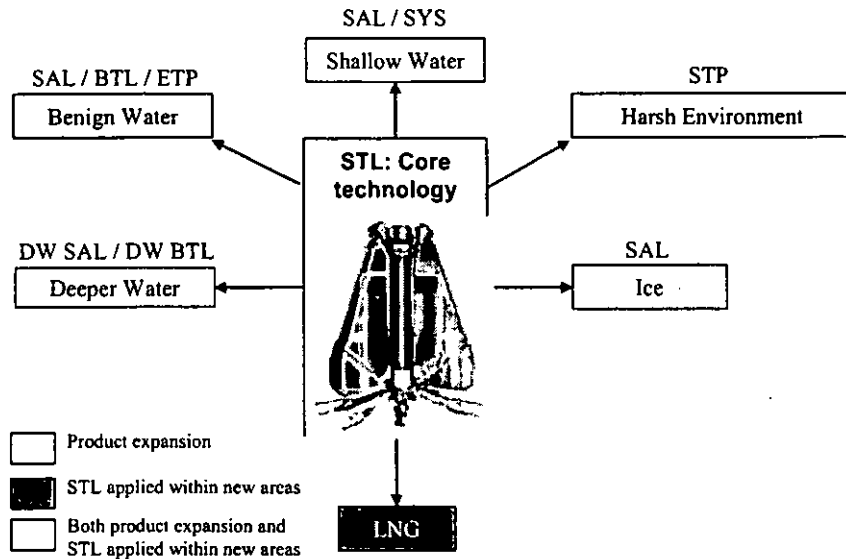 SAL / SYS
Shallow Water
SAL / BTL / ETP
Benign Water
STP
Harsh Environment
STL: Core
technology
DW SAL / DW BTL
Deeper Water
SAL
Ice
Product expansion
STL applied within new areas
Both product expansion and
STL applied within new areas
LNG